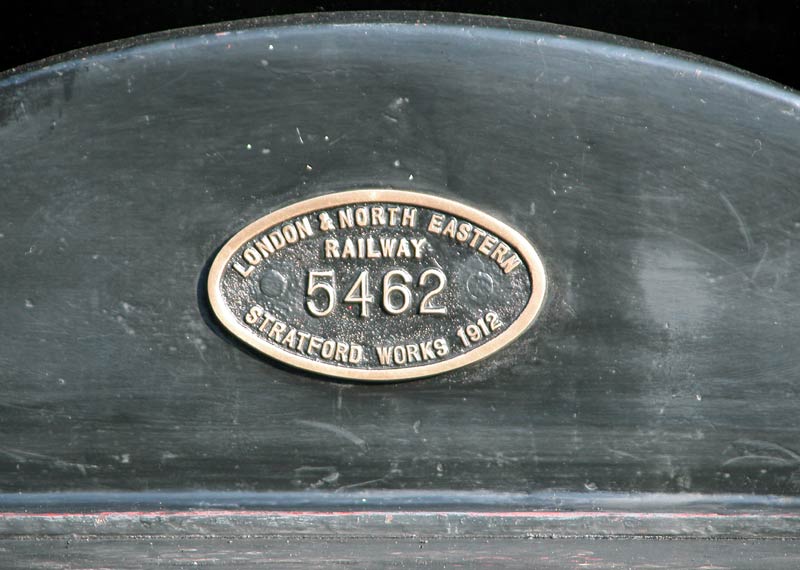 LONDON & NORTH EASTERN
RAILWAY
5462
STRATFORD WORKS 1912